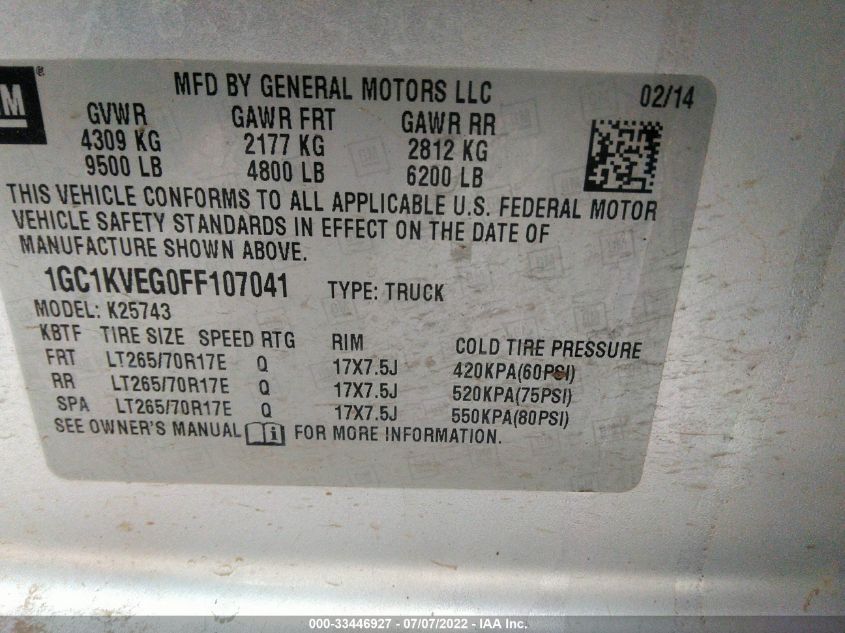 GM ®
MFD BY GENERAL MOTORS LLC 02/14
GVWR GAWR FRT GAWR RR
4309 KG 2177 KG 2812 KG
9500 LB 4800 LB 6200 LB
THIS VEHICLE CONFORMS TO ALL APPLICABLE U.S. FEDERAL MOTOR
VEHICLE SAFETY STANDARDS IN EFFECT ON THE DATE OF
MANUFACTURE SHOWN ABOVE.
1GC1KVEG0FF107041 TYPE: TRUCK
MODEL: K25743
KBTF TIRE SIZE SPEED RTG RIM COLD TIRE PRESSURE
FRT LT265/70R17E Q 17X7.5J 420KPA(60PSI)
RR LT265/70R17E Q 17X7.5J 520KPA(75PSI)
SPA LT265/70R17E Q 17X7.5J 550KPA(80PSI)
SEE OWNER'S MANUAL i FOR MORE INFORMATION.
000-33446927 - 07/07/2022 - IAA Inc.